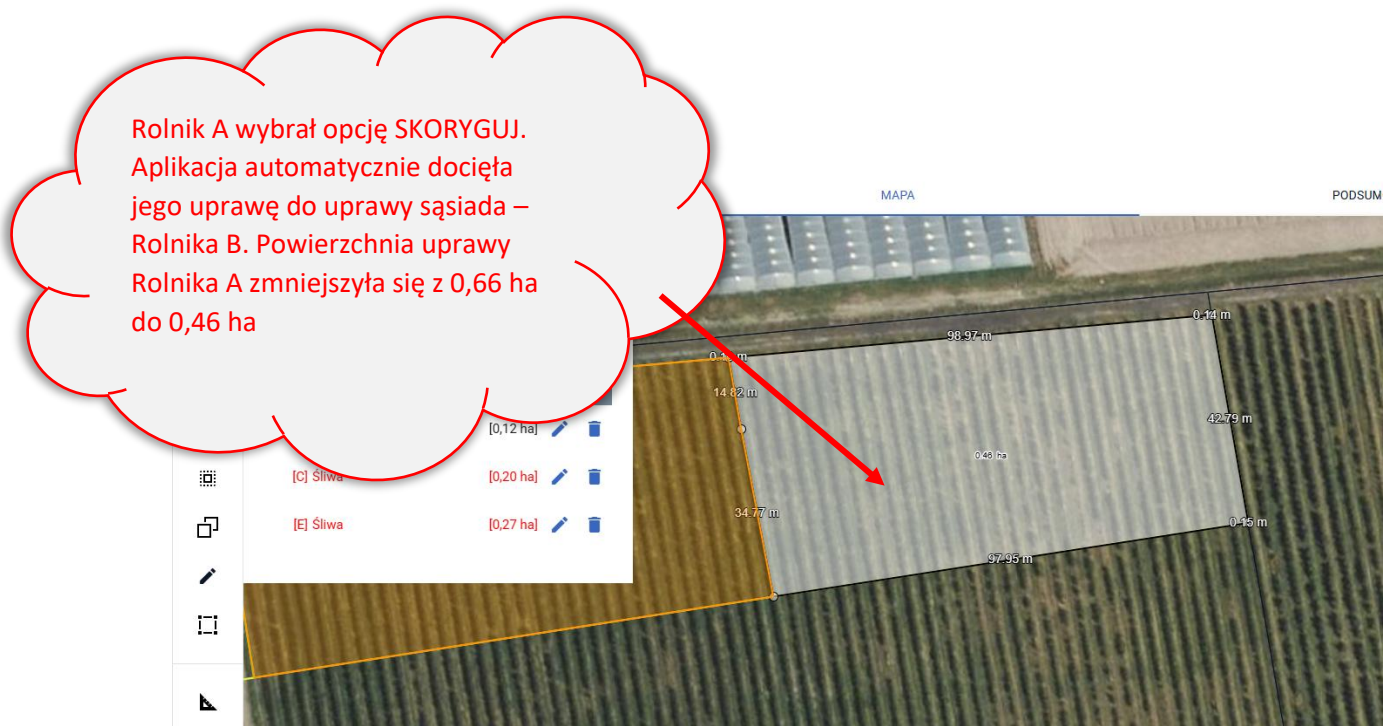 Rolnik A wybrał opcję SKORYGUJ.
Aplikacja automatycznie docięła
jego uprawę do uprawy sąsiada –
Rolnika B. Powierzchnia uprawy
Rolnika A zmniejszyła się z 0,66 ha
do 0,46 ha
MAPA
PODSUM
0.14 m
98.97 m
14.82 m
[0,12 ha]
42.79 m
0.46 ha
[C] Śliwa
[0,20 ha]
34.77 m
[E] Śliwa
[0,27 ha]
0.15 m
97.95 m